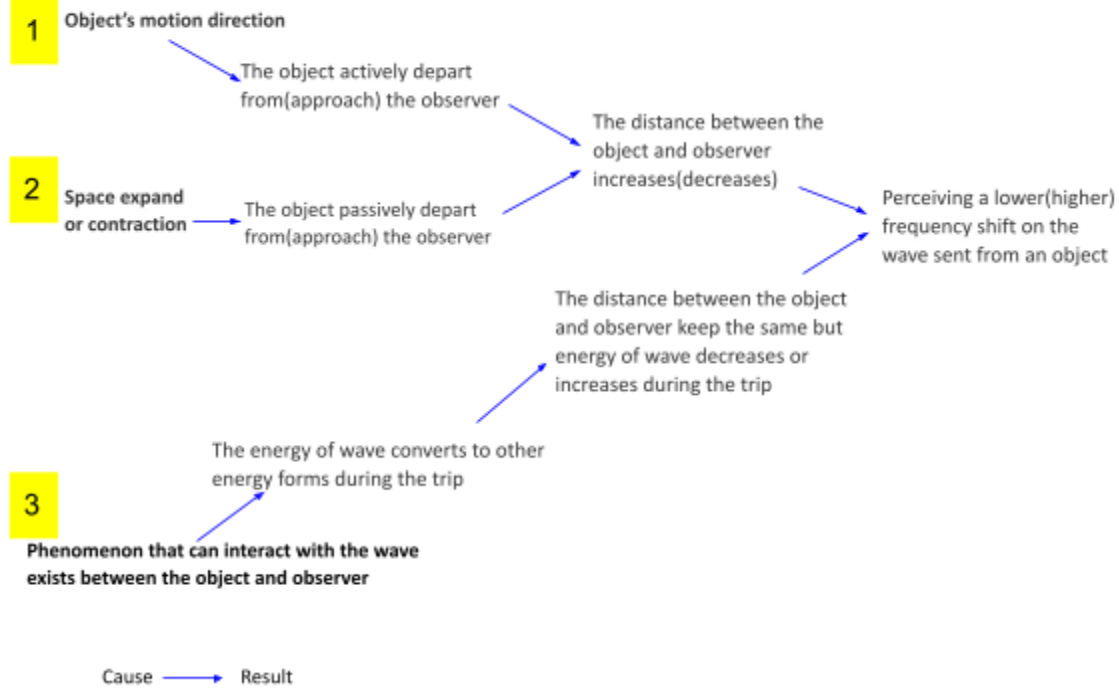 1
Object's motion direction
The object actively depart
from(approach) the observer
The distance between the
object and observer
increases(decreases)
2
Space expand
or contraction
The object passively depart
from(approach) the observer
Perceiving a lower(higher)
frequency shift on the
wave sent from an object
The distance between the object
and observer keep the same but
energy of wave decreases or
increases during the trip
The energy of wave converts to other
energy forms during the trip
3
Phenomenon that can interact with the wave
exists between the object and observer
Cause
Result